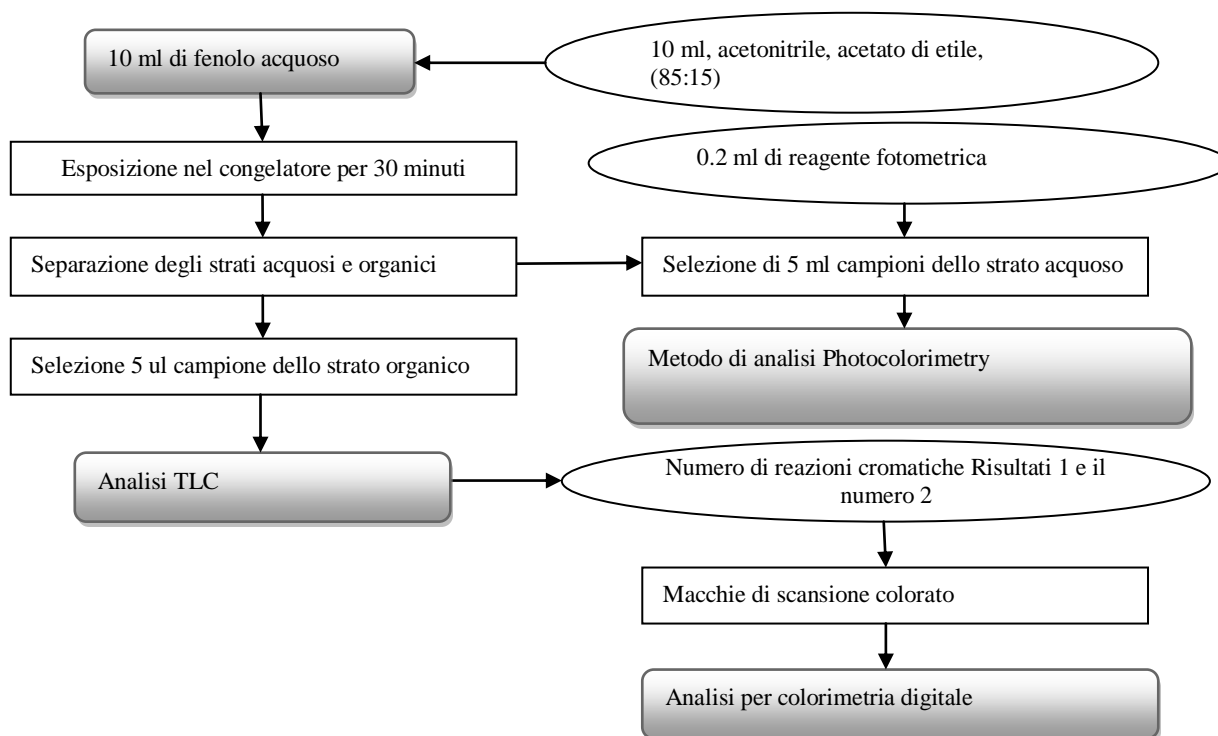 10 ml di fenolo acquoso
10 ml, acetonitrile, acetato di etile,
(85:15)
Esposizione nel congelatore per 30 minuti
0.2 ml di reagente fotometrica
Separazione degli strati acquosi e organici
Selezione di 5 ml campioni dello strato acquoso
Selezione 5 ul campione dello strato organico
Metodo di analisi Photocolorimetry
Analisi TLC
Numero di reazioni cromatiche Risultati 1 e il
numero 2
Macchie di scansione colorato
Analisi per colorimetria digitale